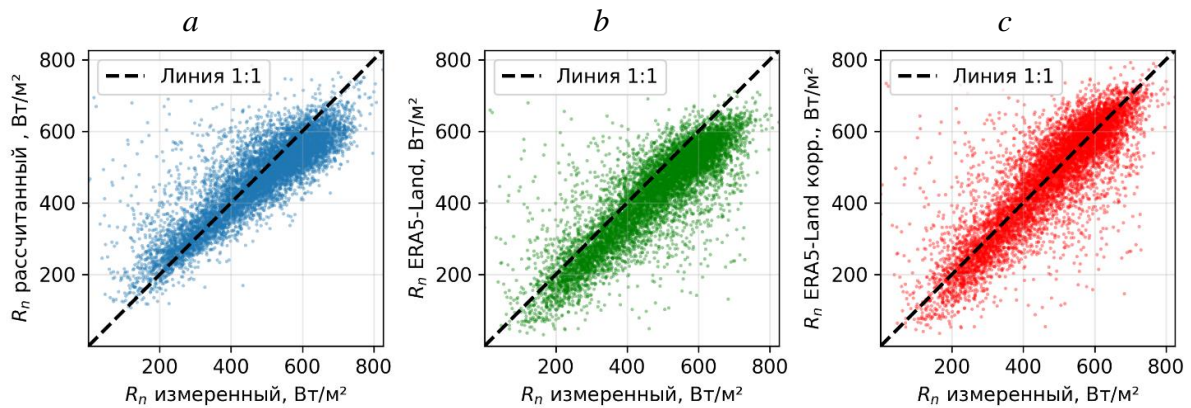 a
b
c
R_n рассчитанный , Вт/м²
800
600
400
200
Линия 1:1
200 400 600 800
R_n измеренный, Вт/м²
R_n ERA5-Land, Вт/м²
800
600
400
200
Линия 1:1
200 400 600 800
R_n измеренный, Вт/м²
R_n ERA5-Land корр., Вт/м²
800
600
400
200
Линия 1:1
200 400 600 800
R_n измеренный, Вт/м²